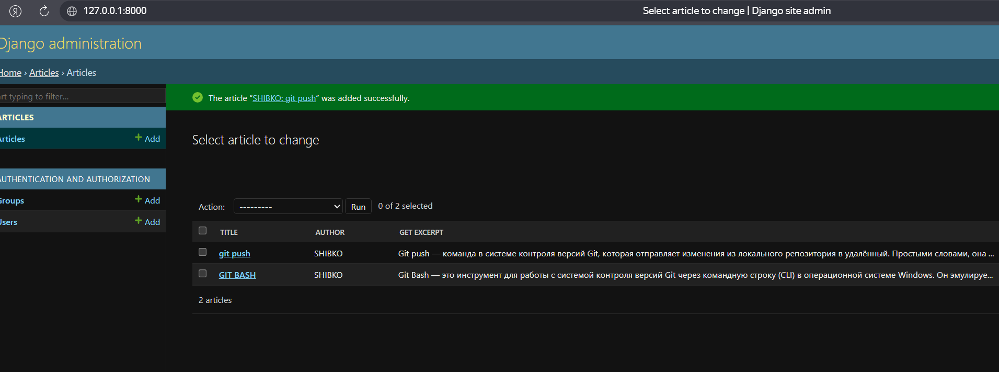 Я 127.0.0.1:8000 Select article to change | Django site admin
Django administration
Home › Articles › Articles
rt typing to filter...
The article “SHIBKO: git push” was added successfully.
ARTICLES
Articles + Add
Select article to change
AUTHENTICATION AND AUTHORIZATION
Groups + Add
Users + Add
Action: --------- Run 0 of 2 selected
TITLE AUTHOR GET EXCERPT
git push SHIBKO Git push — команда в системе контроля версий Git, которая отправляет изменения из локального репозитория в удалённый. Простыми словами, она ...
GIT BASH SHIBKO Git Bash — это инструмент для работы с системой контроля версий Git через командную строку (CLI) в операционной системе Windows. Он эмулируе...
2 articles